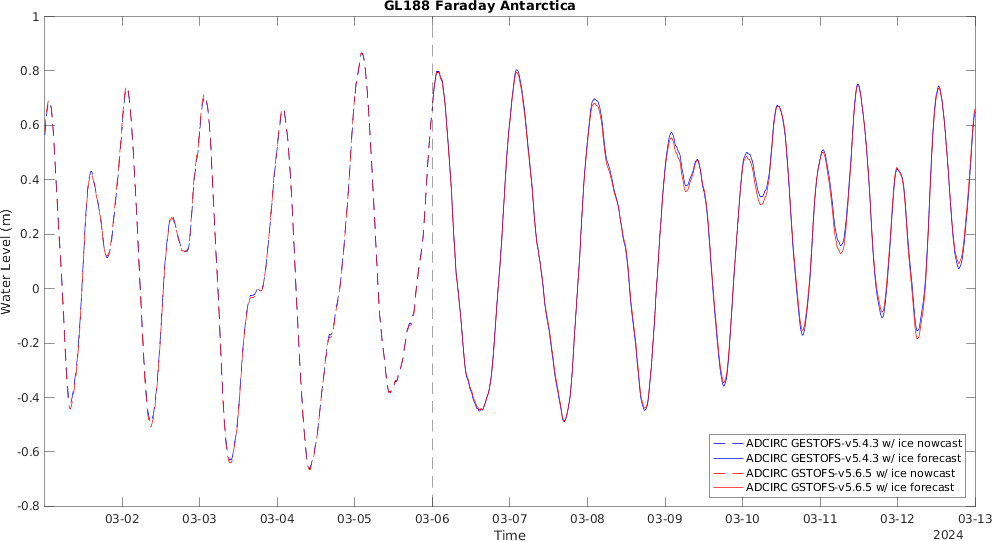 GL188 Faraday Antarctica
1
0.8
0.6
0.4
0.2
0
-0.2
-0.4
-0.6
-0.8
Water Level (m)
ADCIRC GESTOFS-v5.4.3 w/ ice nowcast
ADCIRC GESTOFS-v5.4.3 w/ ice forecast
ADCIRC GSTOFS-v5.6.5 w/ ice nowcast
ADCIRC GSTOFS-v5.6.5 w/ ice forecast
03-02 03-03 03-04 03-05 03-06 03-07 03-08 03-09 03-10 03-11 03-12 03-13
Time
2024